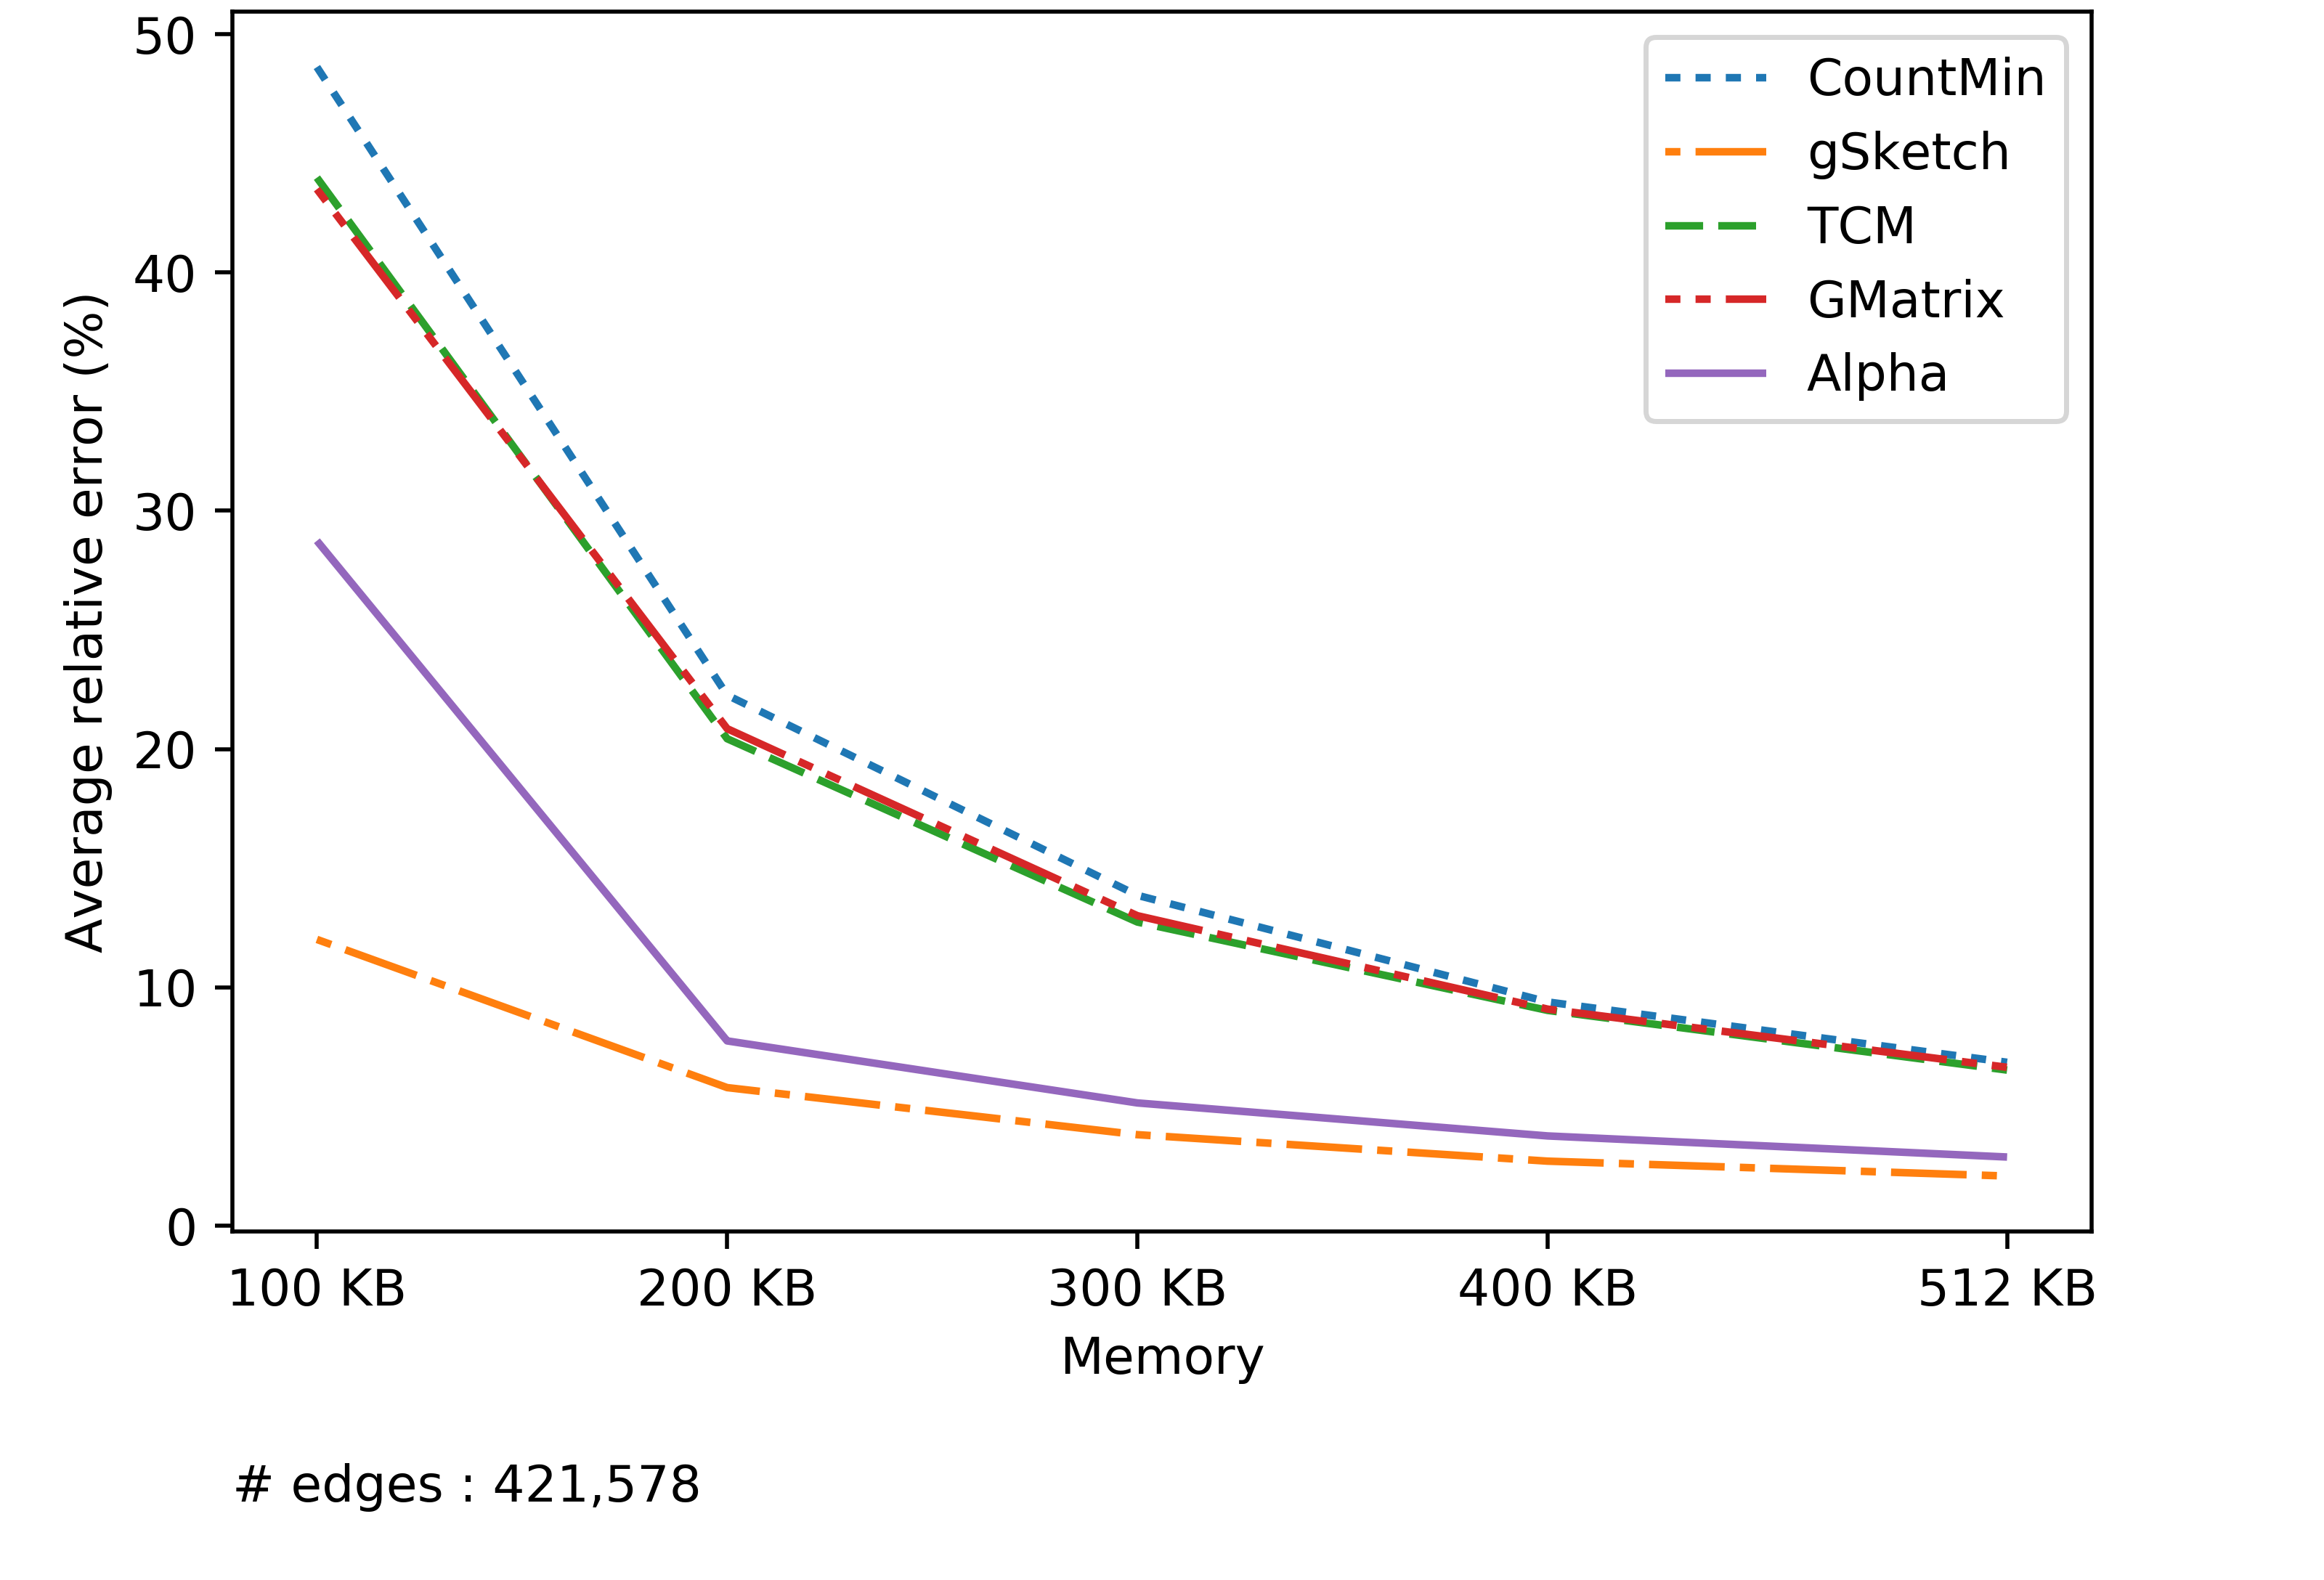 Average relative error (%)
50
40
30
20
10
0
CountMin
gSketch
TCM
GMatrix
Alpha
100 KB
200 KB
300 KB
400 KB
512 KB
Memory
# edges : 421,578